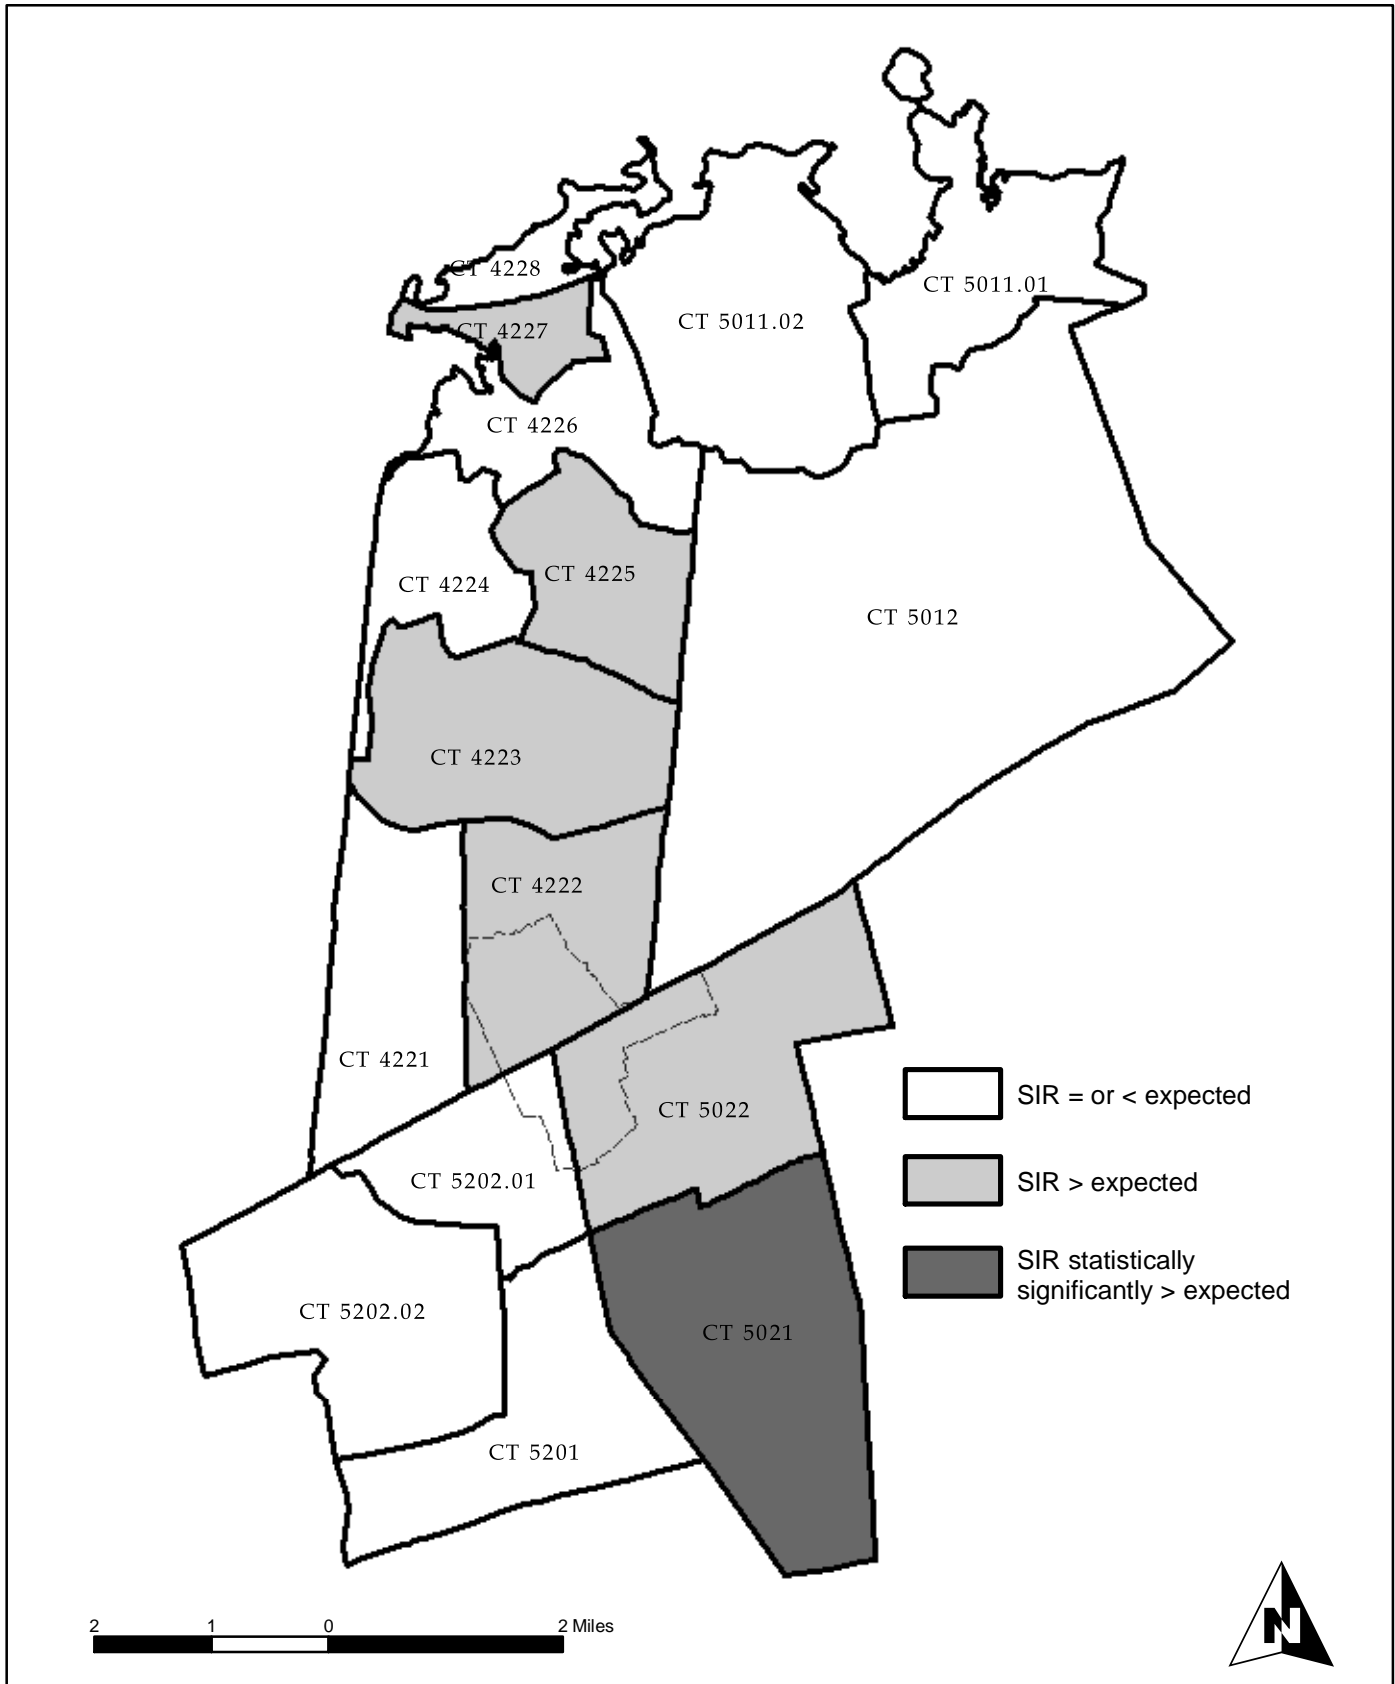 CT 4228
CT 5011.01
CT 5011.02
CT 4227
CT 4226
CT 4225
CT 4224
CT 5012
CT 4223
CT 4222
CT 4221
CT 5022
CT 5202.01
CT 5202.02
CT 5021
CT 5201
SIR = or < expected
SIR > expected
SIR statistically
significantly > expected
2 1 0 2 Miles
N